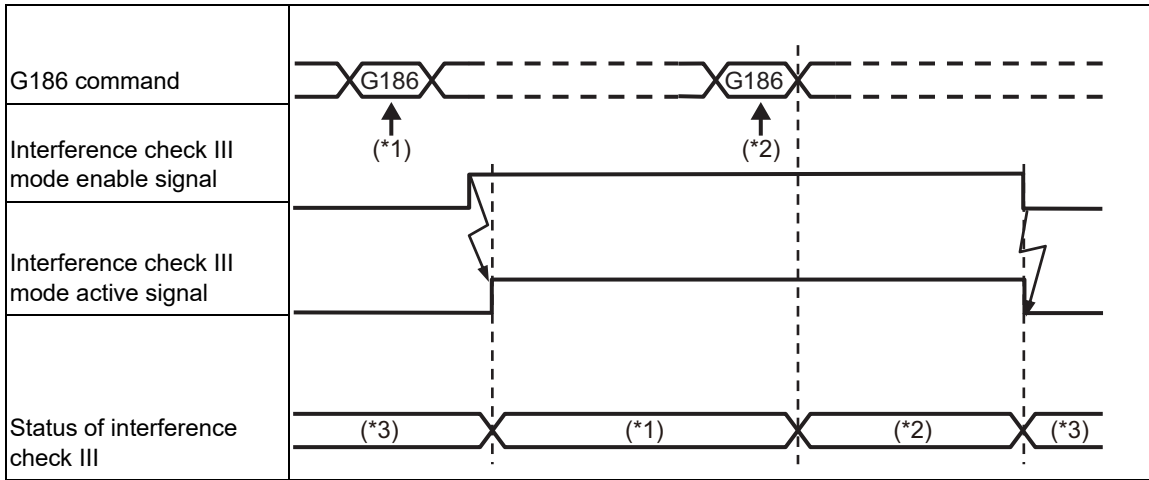 G186 command
G186
G186
(*1)
(*2)
Interference check III
mode enable signal
Interference check III
mode active signal
Status of interference
check III
(*3)
(*1)
(*2)
(*3)